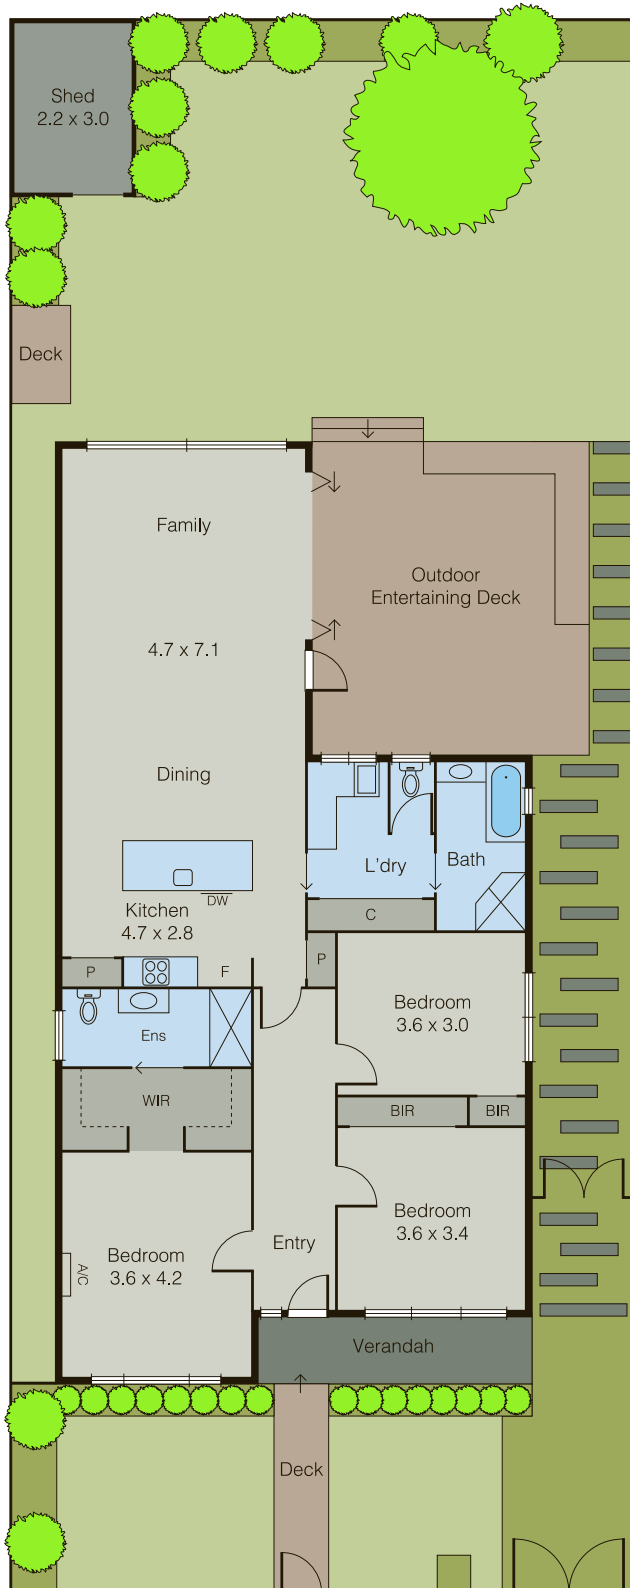 Shed
2.2 x 3.0
Deck
Family
Outdoor
Entertaining Deck
4.7 x 7.1
Dining
L'dry
Bath
DW
Kitchen
4.7 x 2.8
C
P
F
P
Bedroom
3.6 x 3.0
Ens
WIR
BIR
BIR
Bedroom
3.6 x 3.4
Entry
Bedroom
3.6 x 4.2
A/C
Verandah
Deck